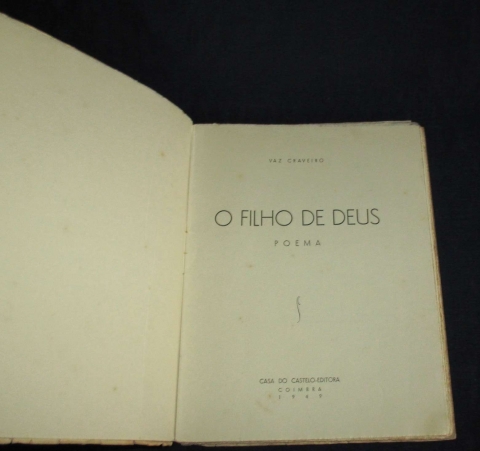 VAZ CRAVEIRO
O FILHO DE DEUS
POEMA
CASA DO CASTELO-EDITORA
COIMBRA